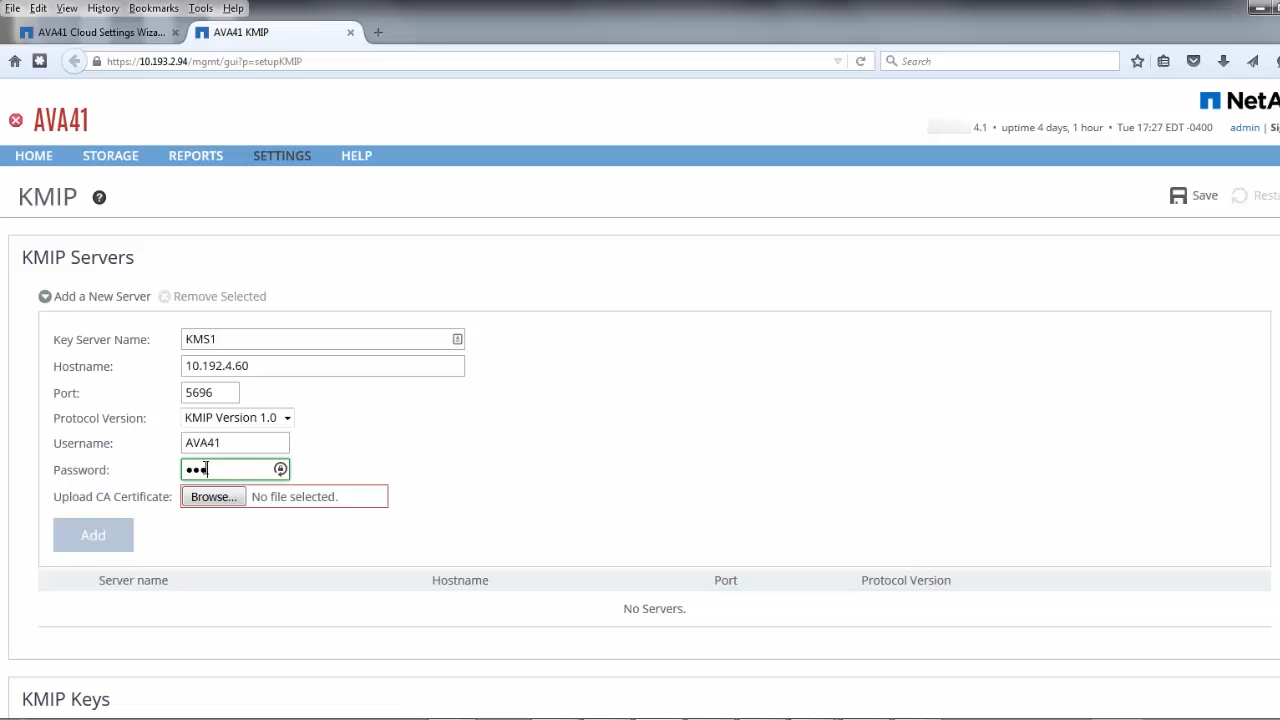 File Edit View History Bookmarks Tools Help
AVA41 Cloud Settings Wiza... × AVA41 KMIP × +
https://10.193.2.94/mgmt/gui?p=setupKMIP Search
NetA
AVA41
4.1 • uptime 4 days, 1 hour • Tue 17:27 EDT -0400 admin | Si
HOME STORAGE REPORTS SETTINGS HELP
KMIP ? Save Resta
KMIP Servers
Add a New Server Remove Selected
Key Server Name: KMS1
Hostname: 10.192.4.60
Port: 5696
Protocol Version: KMIP Version 1.0
Username: AVA41
Password: •••
Upload CA Certificate: Browse... No file selected.
Add
Server name Hostname Port Protocol Version
No Servers.
KMIP Keys